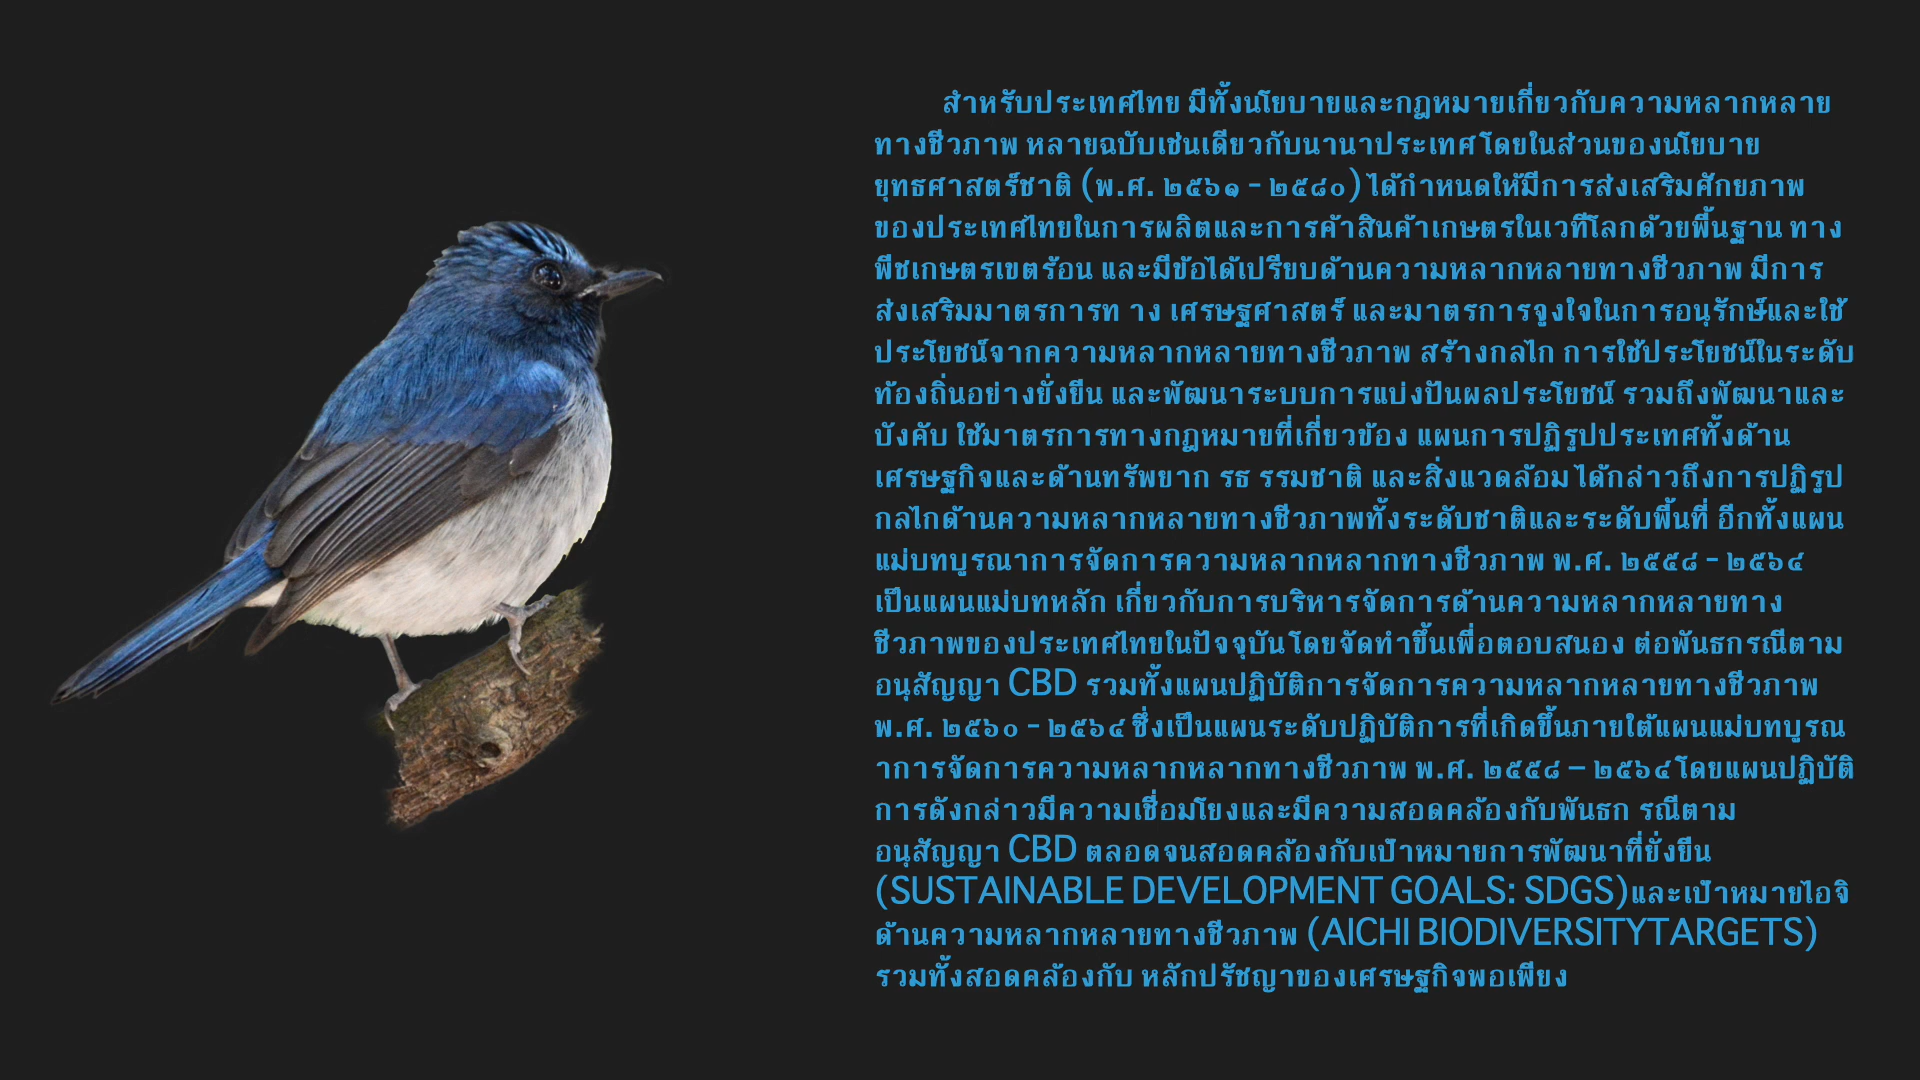 สำหรับประเทศไทย มีทั้งนโยบายและกฎหมายเกี่ยวกับความหลากหลาย
ทางชีวภาพ หลายฉบับเช่นเดียวกับนานาประเทศ โดยในส่วนของนโยบาย
ยุทธศาสตร์ชาติ (พ.ศ. ๒๕๖๑ - ๒๕๘๐) ได้กำหนดให้มีการส่งเสริมศักยภาพ
ของประเทศไทยในการผลิตและการค้าสินค้าเกษตรในเวทีโลกด้วยพื้นฐาน ทาง
พืชเกษตรเขตร้อน และมีข้อได้เปรียบด้านความหลากหลายทางชีวภาพ มีการ
ส่งเสริมมาตรการท าง เศรษฐศาสตร์ และมาตรการจูงใจในการอนุรักษ์และใช้
ประโยชน์จากความหลากหลายทางชีวภาพ สร้างกลไก การใช้ประโยชน์ในระดับ
ท้องถิ่นอย่างยั่งยืน และพัฒนาระบบการแบ่งปันผลประโยชน์ รวมถึงพัฒนาและ
บังคับ ใช้มาตรการทางกฎหมายที่เกี่ยวข้อง แผนการปฏิรูปประเทศทั้งด้าน
เศรษฐกิจและด้านทรัพยาก รธ รรมชาติ และสิ่งแวดล้อม ได้กล่าวถึงการปฏิรูป
กลไกด้านความหลากหลายทางชีวภาพทั้งระดับชาติและระดับพื้นที่ อีกทั้งแผน
แม่บทบูรณาการจัดการความหลากหลากทางชีวภาพ พ.ศ. ๒๕๕๘ - ๒๕๖๔
เป็นแผนแม่บทหลัก เกี่ยวกับการบริหารจัดการด้านความหลากหลายทาง
ชีวภาพของประเทศไทยในปัจจุบัน โดยจัดทำขึ้นเพื่อตอบสนอง ต่อพันธกรณีตาม
อนุสัญญา CBD รวมทั้งแผนปฏิบัติการจัดการความหลากหลายทางชีวภาพ
พ.ศ. ๒๕๖๐ - ๒๕๖๔ ซึ่งเป็นแผนระดับปฏิบัติการที่เกิดขึ้นภายใต้แผนแม่บทบูรณ
าการจัดการความหลากหลากทางชีวภาพ พ.ศ. ๒๕๕๘ – ๒๕๖๔ โดยแผนปฏิบัติ
การดังกล่าวมีความเชื่อมโยงและมีความสอดคล้องกับพันธก รณีตาม
อนุสัญญา CBD ตลอดจนสอดคล้องกับเป้าหมายการพัฒนาที่ยั่งยืน
(SUSTAINABLE DEVELOPMENT GOALS: SDGS)และเป้าหมายไอจิ
ด้านความหลากหลายทางชีวภาพ (AICHI BIODIVERSITYTARGETS)
รวมทั้งสอดคล้องกับ หลักปรัชญาของเศรษฐกิจพอเพียง